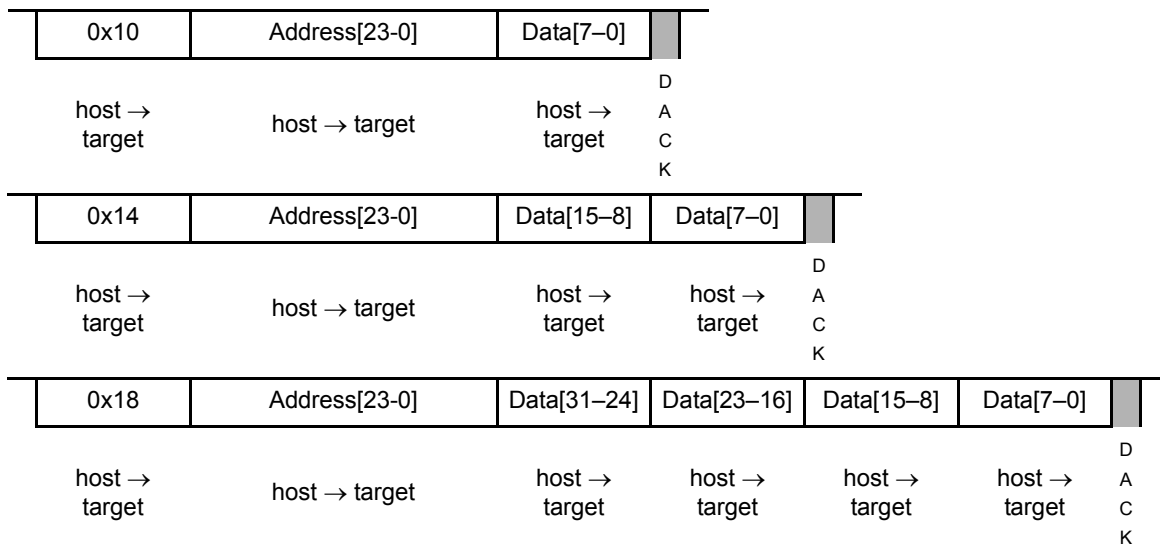 0x10 Address[23-0] Data[7–0]
D
A
C
K
host →
target
host → target
host →
target
0x14 Address[23-0] Data[15–8] Data[7–0]
D
A
C
K
host →
target
host → target
host →
target
host →
target
0x18 Address[23-0] Data[31–24] Data[23–16] Data[15–8] Data[7–0]
D
A
C
K
host →
target
host → target
host →
target
host →
target
host →
target
host →
target